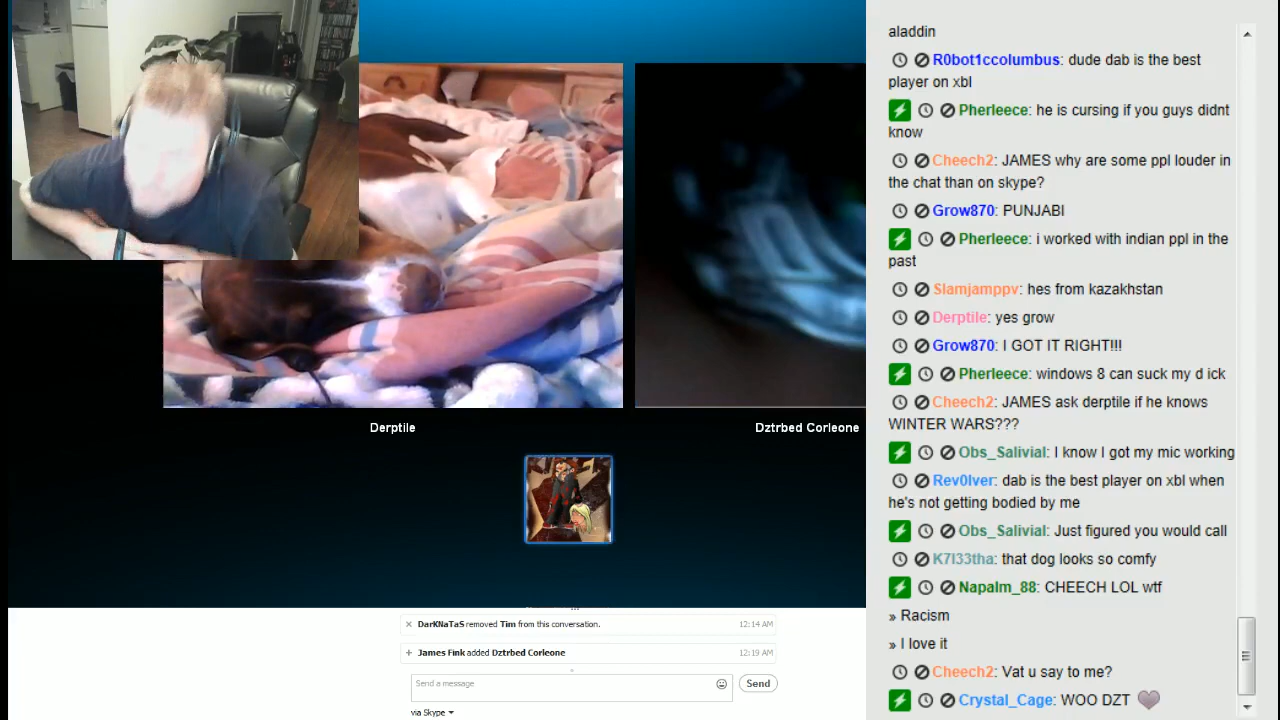 Derptile
Dztrbed Corleone
DarKNaTaS removed Tim from this conversation. 12:14 AM
James Fink added Dztrbed Corleone 12:19 AM
Send a message
Send
via Skype
aladdin
R0bot1ccolumbus: dude dab is the best
player on xbl
Pherleece: he is cursing if you guys didnt
know
Cheech2: JAMES why are some ppl louder in
the chat than on skype?
Grow870: PUNJABI
Pherleece: i worked with indian ppl in the
past
Slamjamppv: hes from kazakhstan
Derptile: yes grow
Grow870: I GOT IT RIGHT!!!
Pherleece: windows 8 can suck my d ick
Cheech2: JAMES ask derptile if he knows
WINTER WARS???
Obs_Salivial: I know I got my mic working
Rev0lver: dab is the best player on xbl when
he's not getting bodied by me
Obs_Salivial: Just figured you would call
K7l33tha: that dog looks so comfy
Napalm_88: CHEECH LOL wtf
» Racism
» I love it
Cheech2: Vat u say to me?
Crystal_Cage: WOO DZT